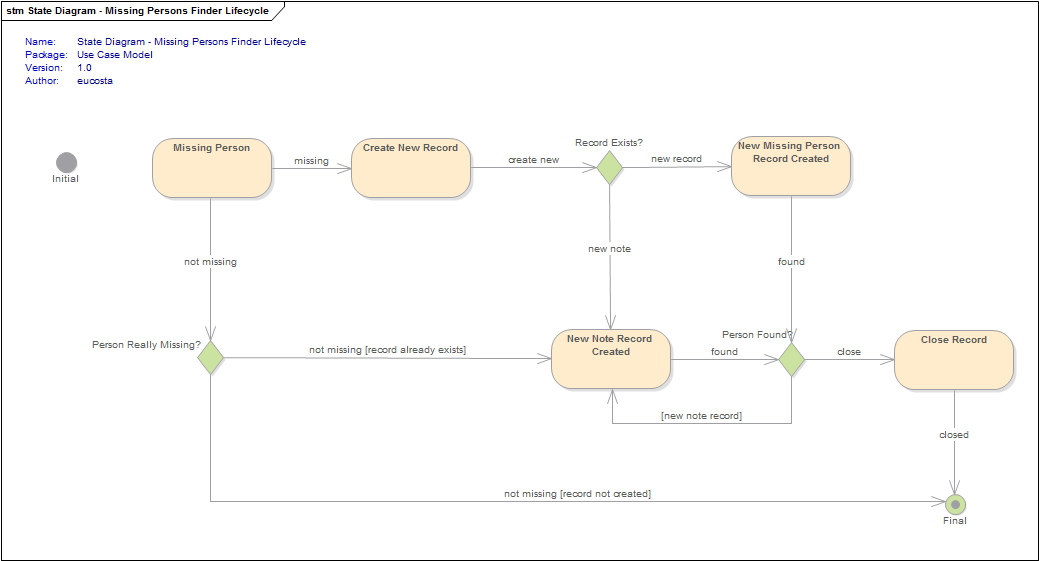 stm State Diagram - Missing Persons Finder Lifecycle
Name: State Diagram - Missing Persons Finder Lifecycle
Package: Use Case Model
Version: 1.0
Author: eucosta
Initial
Missing Person
missing
Create New Record
create new
Record Exists?
new record
New Missing Person
Record Created
not missing
new note
found
Person Really Missing?
not missing [record already exists]
New Note Record
Created
found
Person Found?
close
Close Record
[new note record]
closed
not missing [record not created]
Final